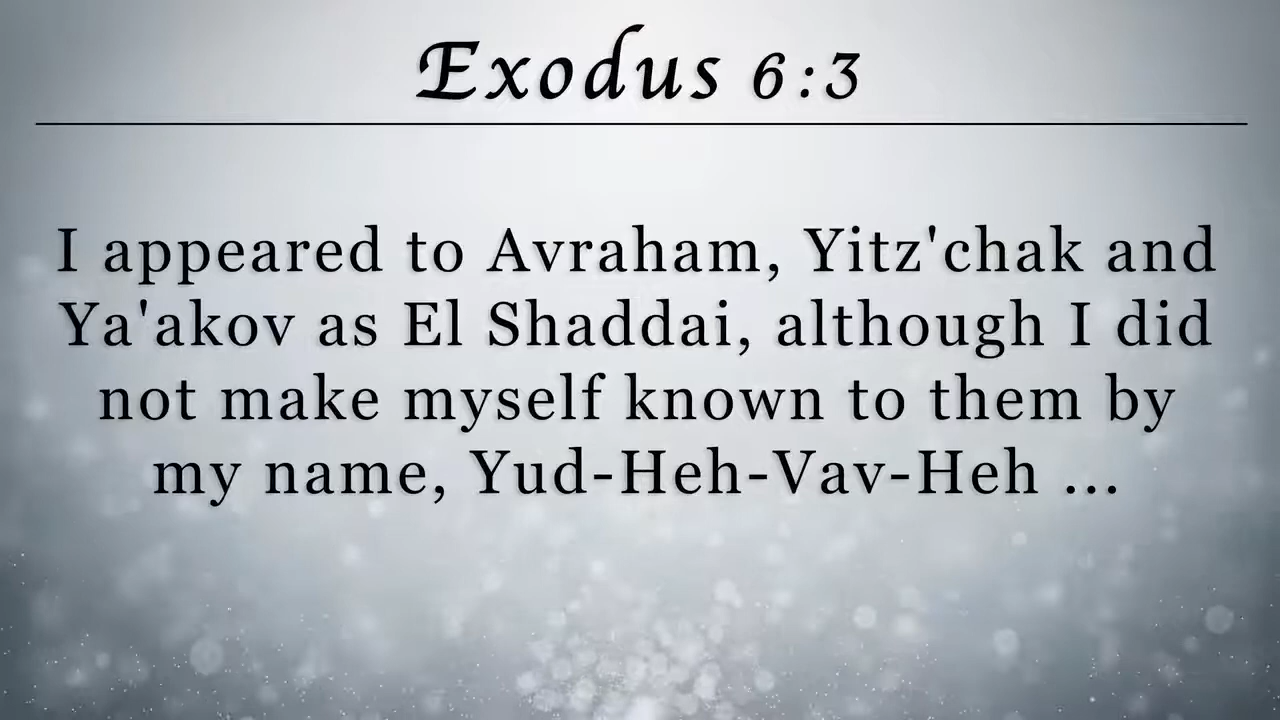 Exodus 6:3
I appeared to Avraham, Yitz'chak and
Ya'akov as El Shaddai, although I did
not make myself known to them by
my name, Yud-Heh-Vav-Heh ...